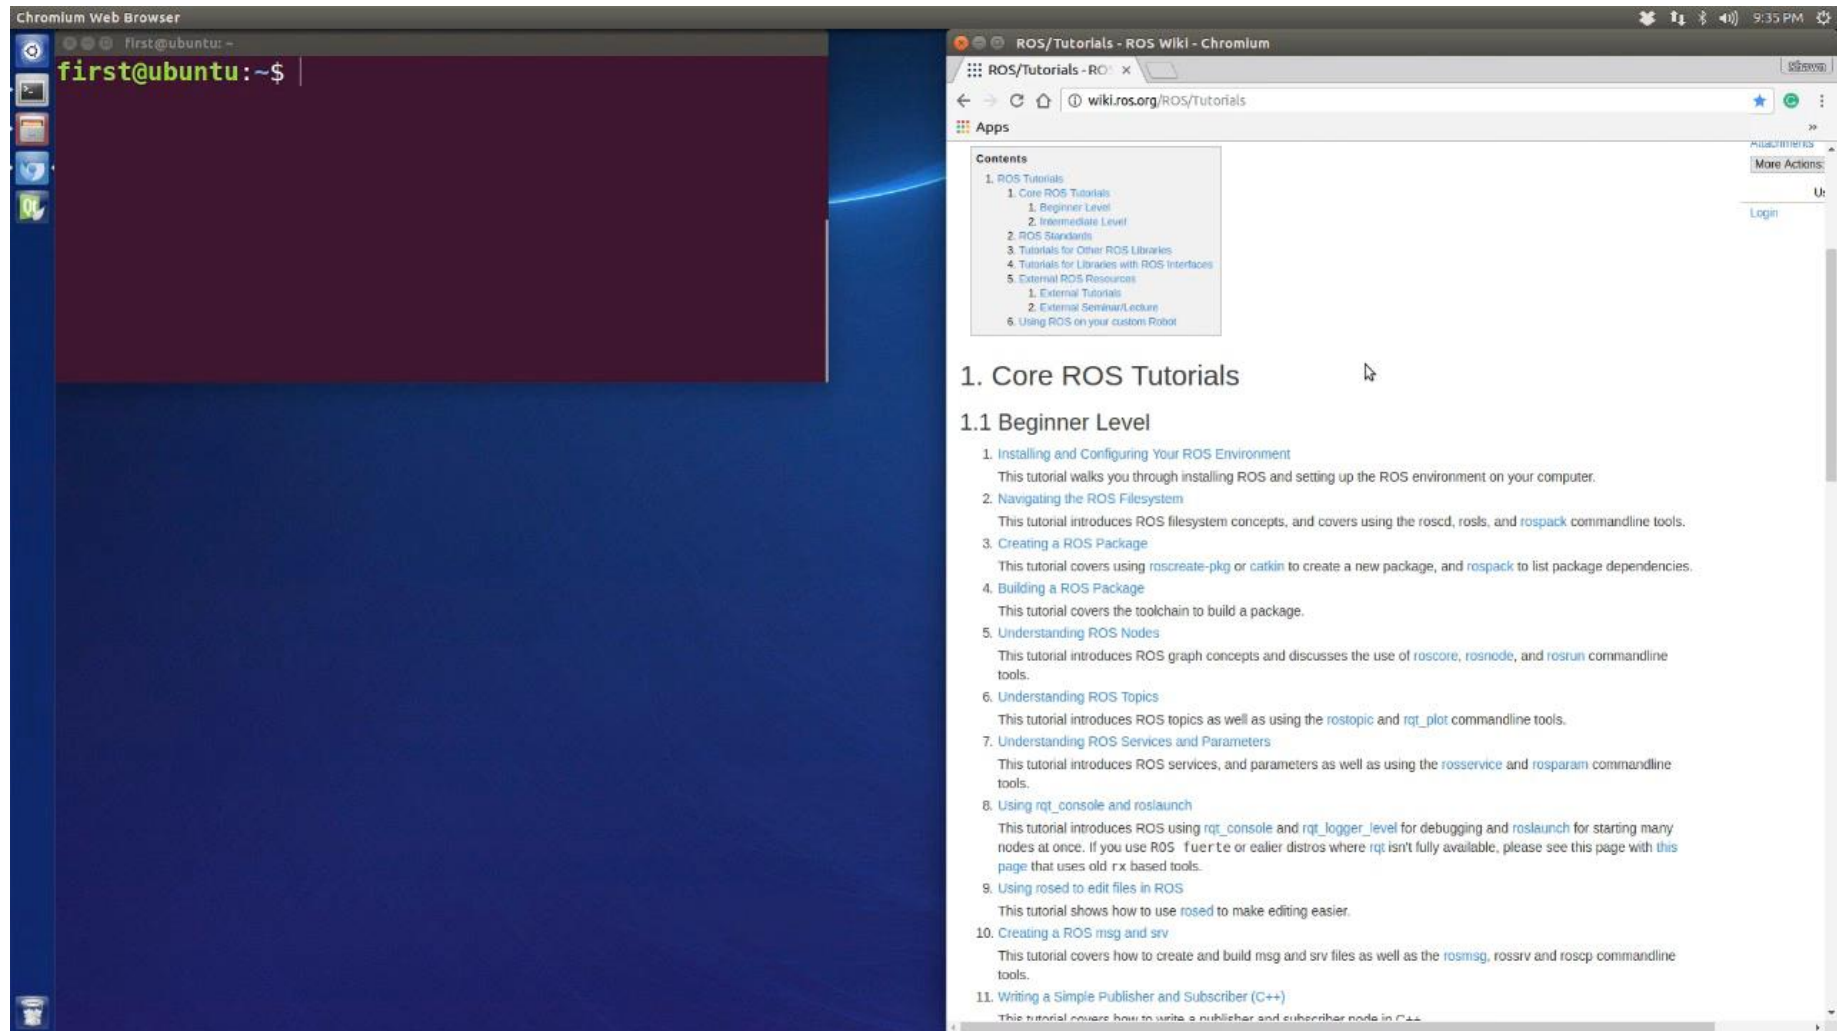 Chromium Web Browser
9:35 PM
first@ubuntu: ~
first@ubuntu:~$
ROS/Tutorials - ROS Wiki - Chromium
ROS/Tutorials - RO
wiki.ros.org/ROS/Tutorials
Apps
»
Contents
1. ROS Tutorials
1. Core ROS Tutorials
1. Beginner Level
2. Intermediate Level
2. ROS Standards
3. Tutorials for Other ROS Libraries
4. Tutorials for Libraries with ROS Interfaces
5. External ROS Resources
1. External Tutorials
2. External Seminar/Lecture
6. Using ROS on your custom Robot
Attachments
More Actions:
Us
Login
1. Core ROS Tutorials
1.1 Beginner Level
1. Installing and Configuring Your ROS Environment
This tutorial walks you through installing ROS and setting up the ROS environment on your computer.
2. Navigating the ROS Filesystem
This tutorial introduces ROS filesystem concepts, and covers using the roscd, rosls, and rospack commandline tools.
3. Creating a ROS Package
This tutorial covers using roscreate-pkg or catkin to create a new package, and rospack to list package dependencies.
4. Building a ROS Package
This tutorial covers the toolchain to build a package.
5. Understanding ROS Nodes
This tutorial introduces ROS graph concepts and discusses the use of roscore, rosnode, and rosrun commandline
tools.
6. Understanding ROS Topics
This tutorial introduces ROS topics as well as using the rostopic and rqt_plot commandline tools.
7. Understanding ROS Services and Parameters
This tutorial introduces ROS services, and parameters as well as using the rosservice and rosparam commandline
tools.
8. Using rqt_console and roslaunch
This tutorial introduces ROS using rqt_console and rqt_logger_level for debugging and roslaunch for starting many
nodes at once. If you use ROS fuerte or ealier distros where rqt isn't fully available, please see this page with this
page that uses old rx based tools.
9. Using rosed to edit files in ROS
This tutorial shows how to use rosed to make editing easier.
10. Creating a ROS msg and srv
This tutorial covers how to create and build msg and srv files as well as the rosmsg, rossrv and roscp commandline
tools.
11. Writing a Simple Publisher and Subscriber (C++)
This tutorial covers how to write a publisher and subscriber node in C++.